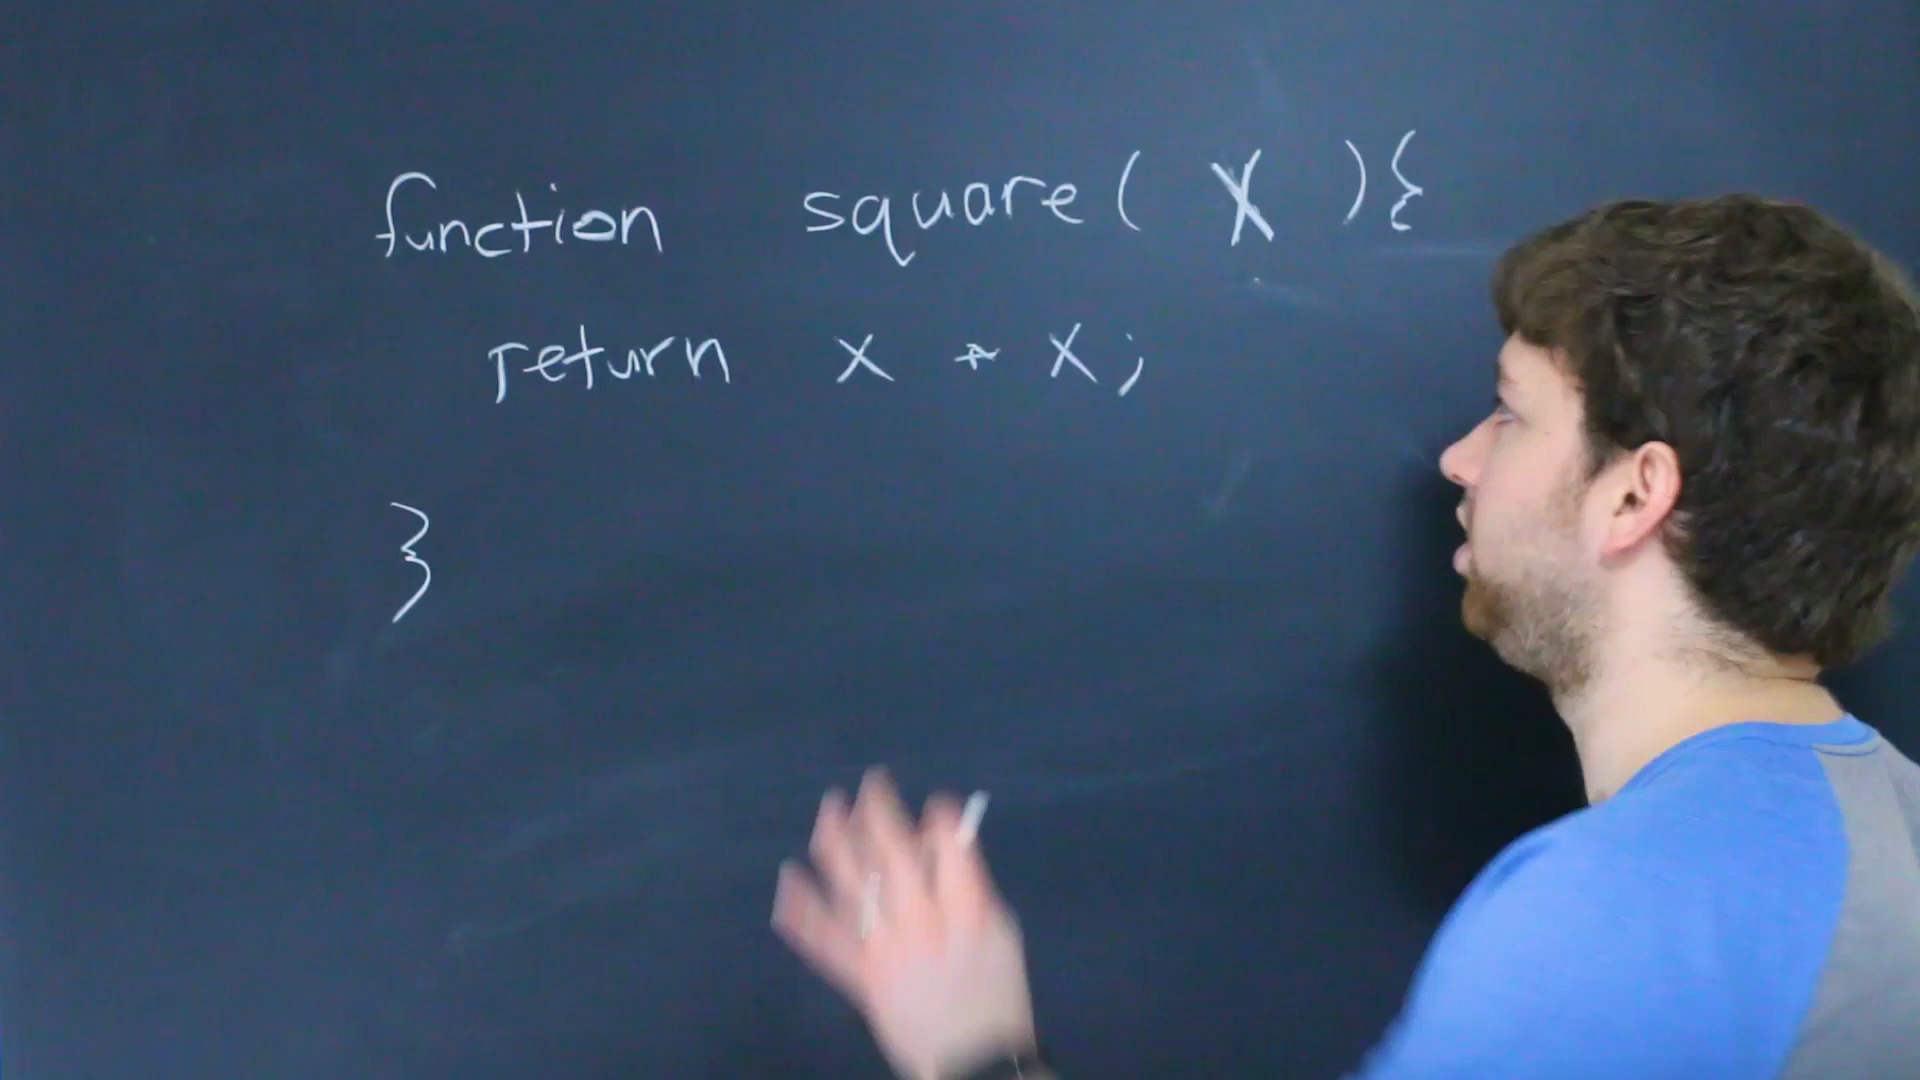 function square( X ){
return x * x;
}